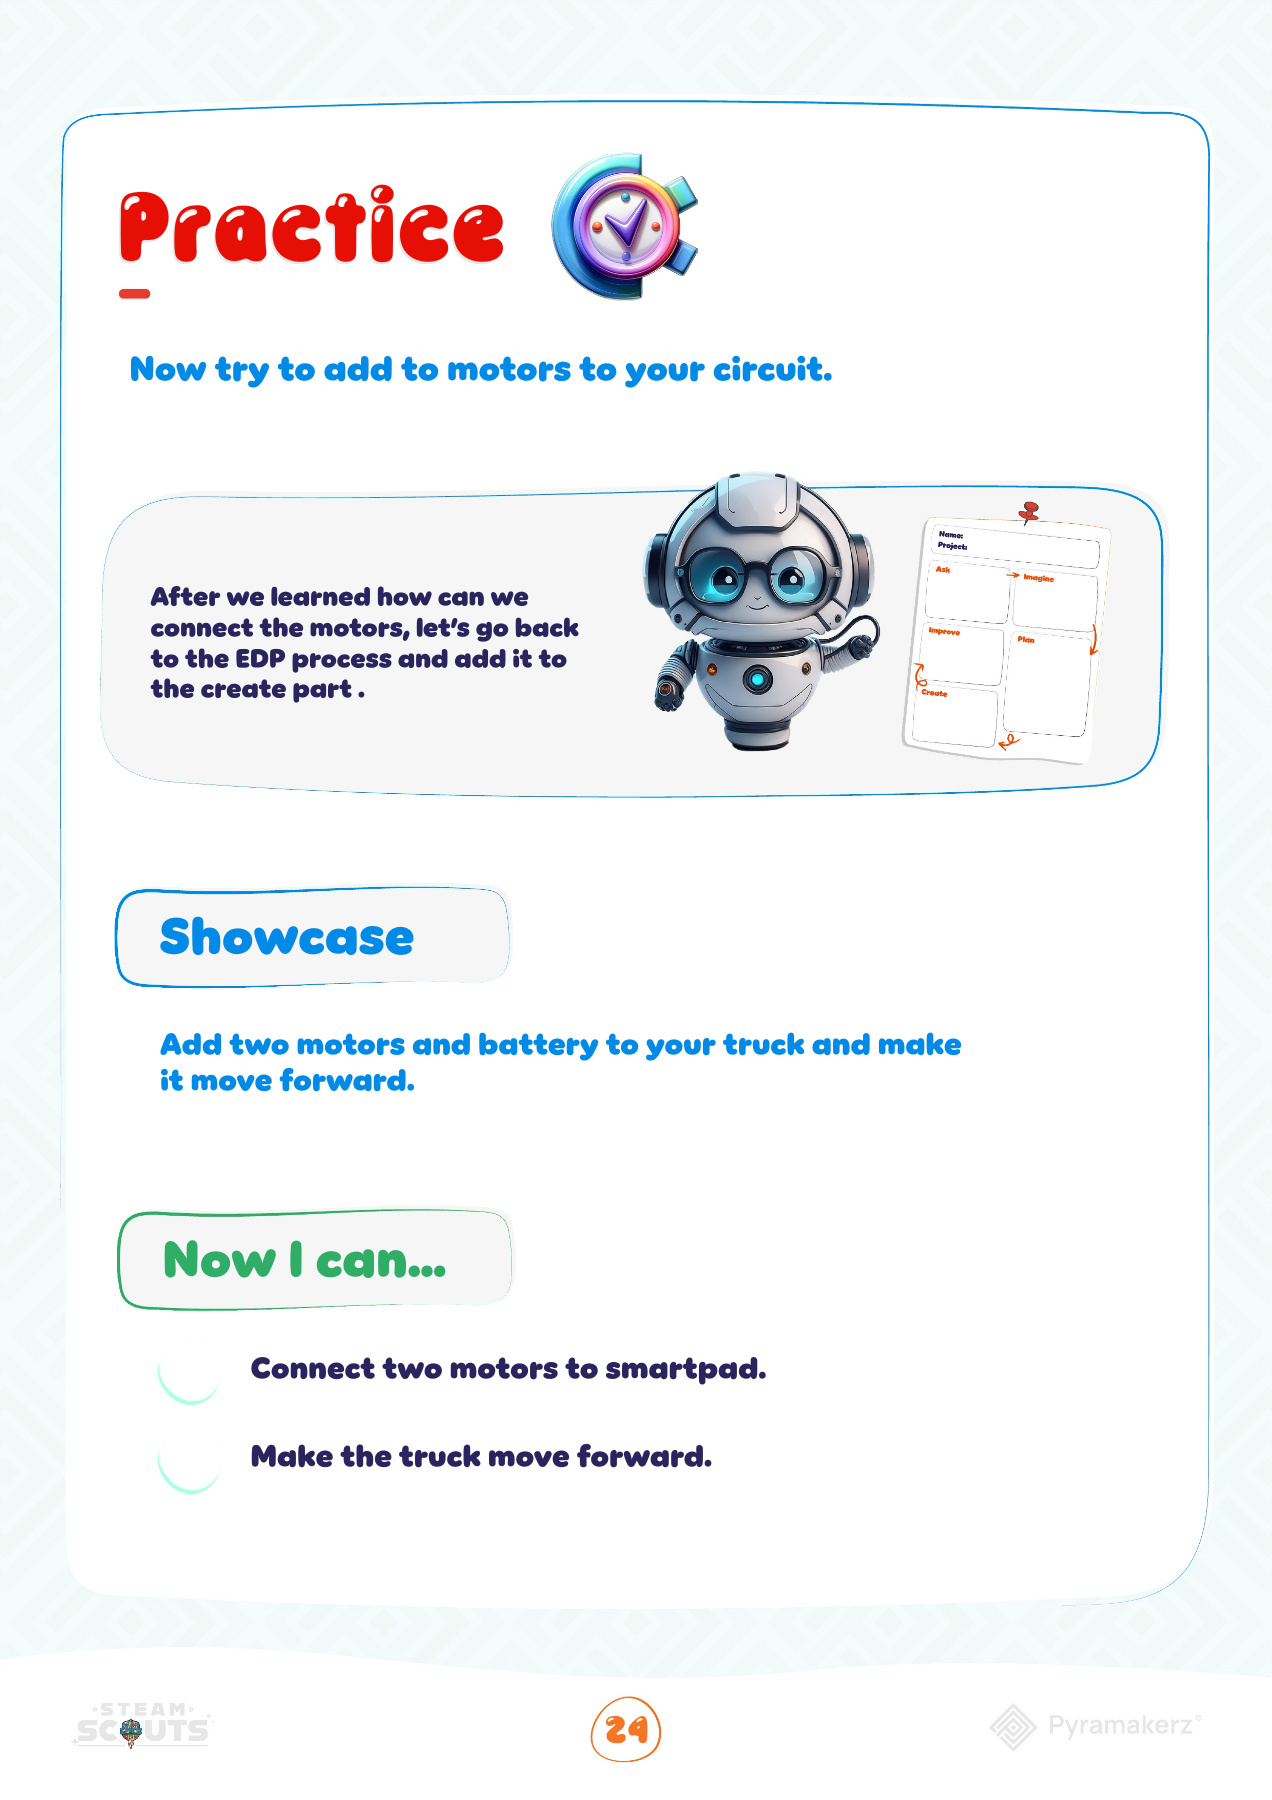 Practice
Now try to add to motors to your circuit.
After we learned how can we
connect the motors, let's go back
to the EDP process and add it to
the create part .
Name:
Project:
Ask
Imagine
Improve
Plan
Create
Showcase
Add two motors and battery to your truck and make
it move forward.
Now I can...
Connect two motors to smartpad.
Make the truck move forward.
STEAM
SCOUTS
24
Pyramakerz